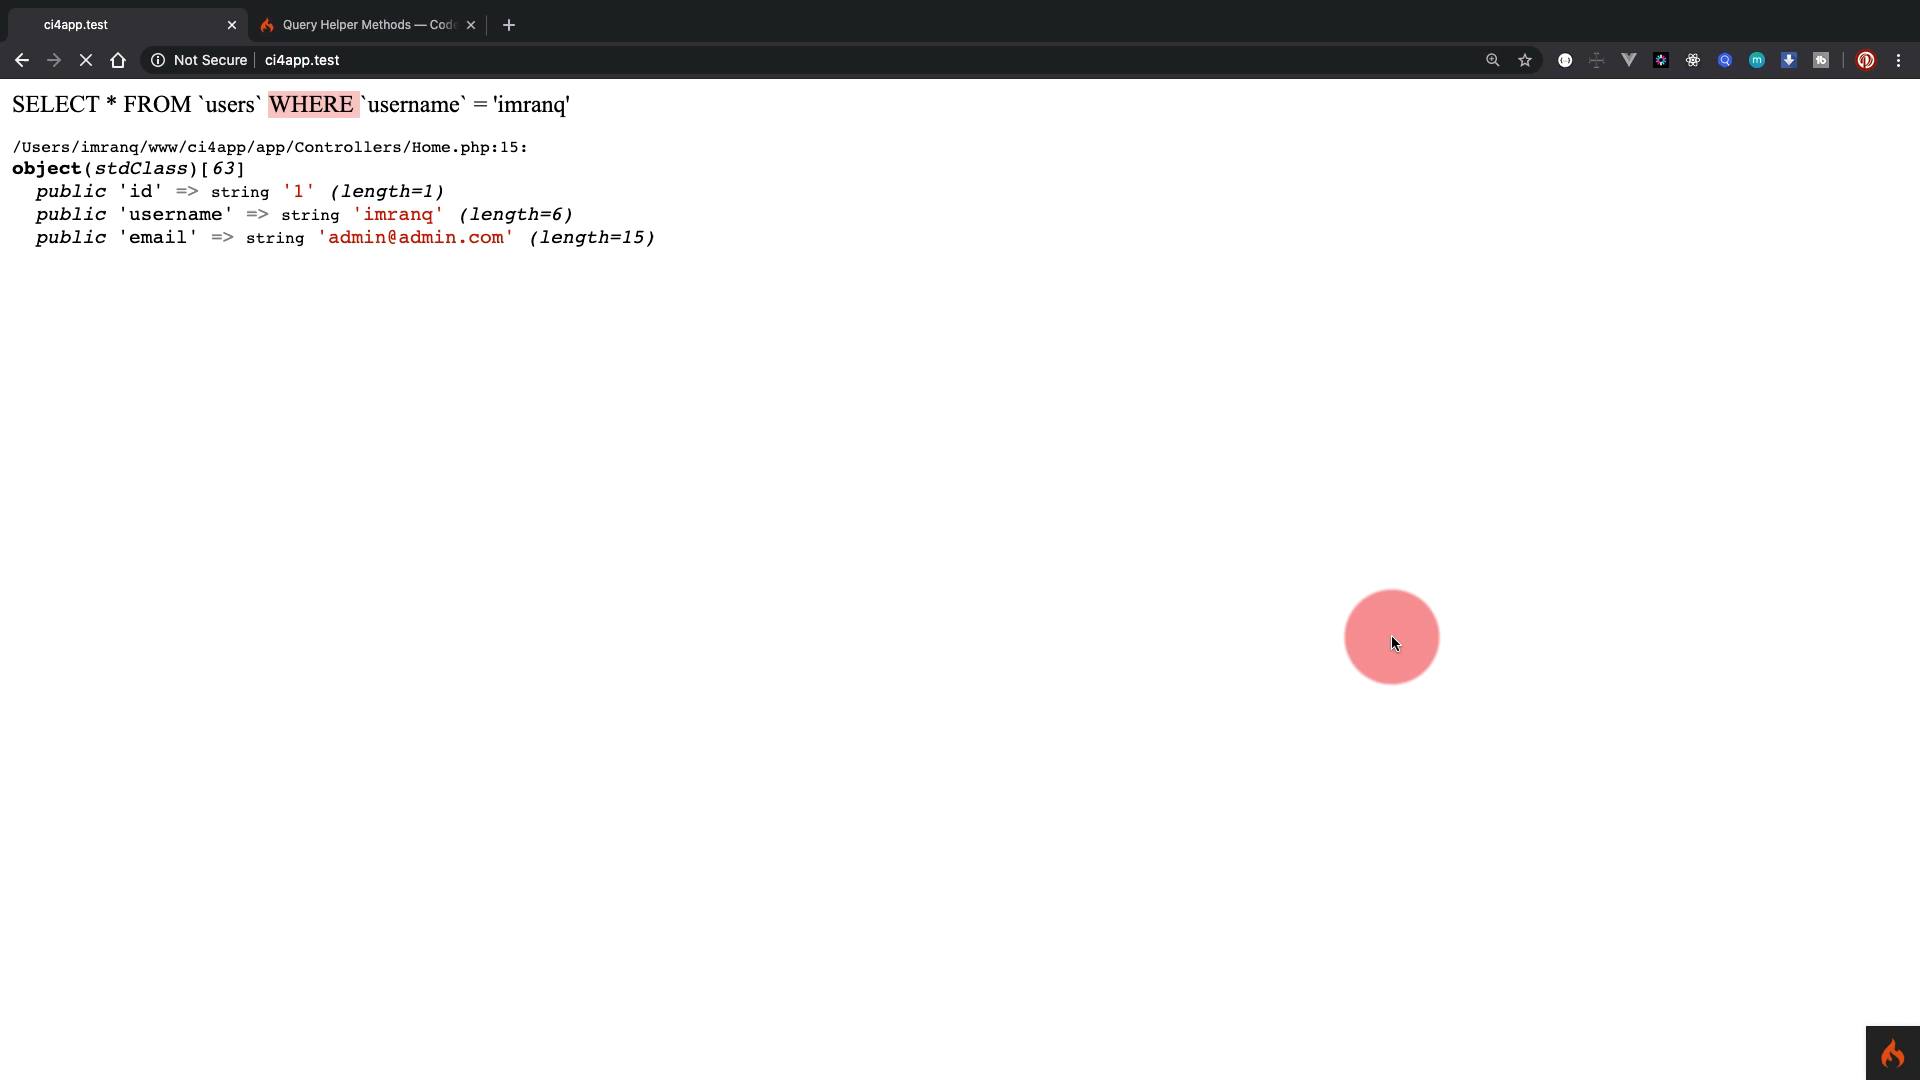 ci4app.test
Query Helper Methods — Code
Not Secure
ci4app.test
SELECT * FROM `users` WHERE `username` = 'imranq'
/Users/imranq/www/ci4app/app/Controllers/Home.php:15:
object(stdClass)[63]
public 'id' => string '1' (length=1)
public 'username' => string 'imranq' (length=6)
public 'email' => string 'admin@admin.com' (length=15)